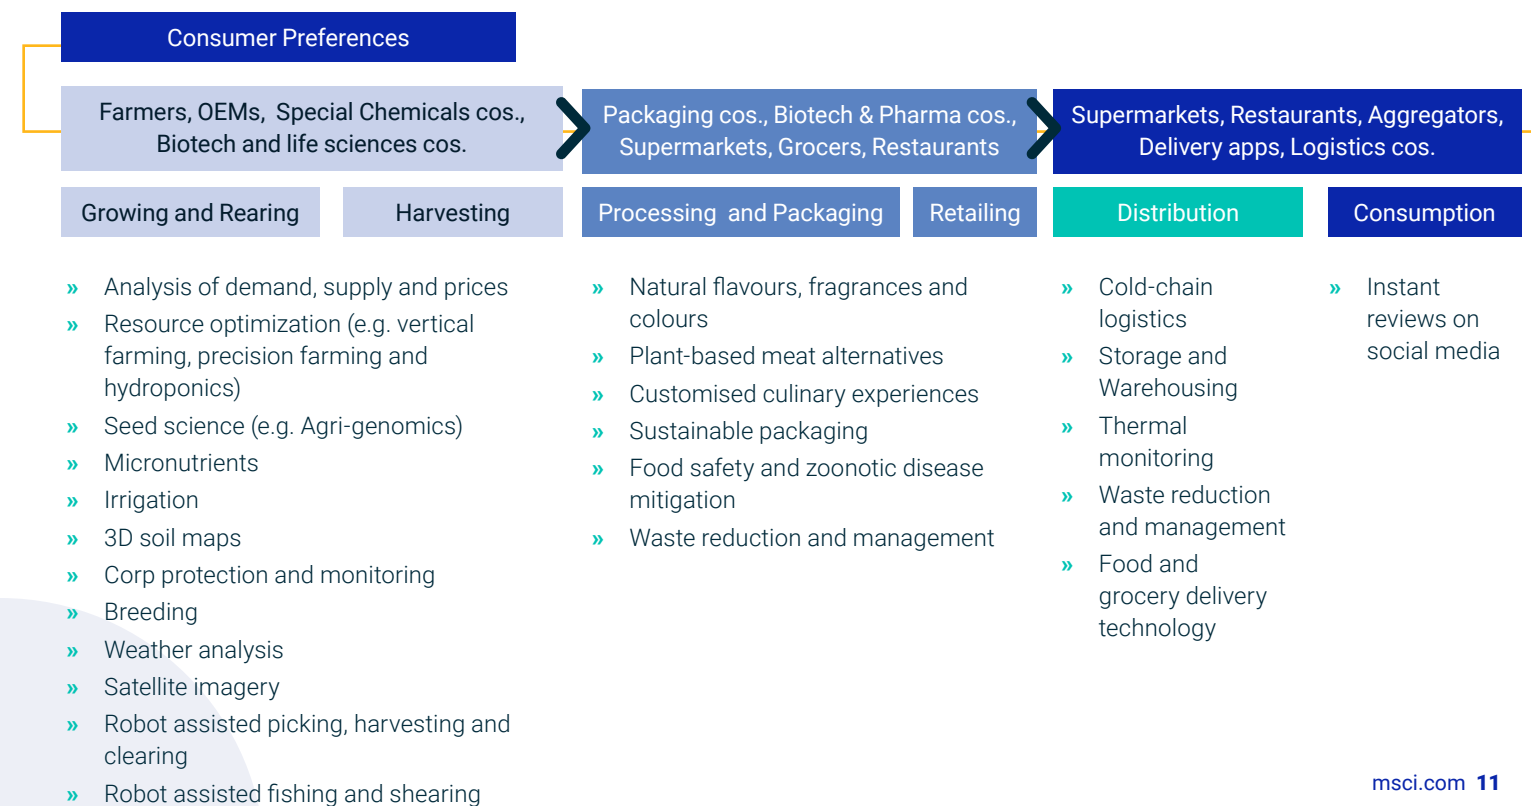 Consumer Preferences
Farmers, OEMs, Special Chemicals cos.,
Biotech and life sciences cos.
Packaging cos., Biotech & Pharma cos.,
Supermarkets, Grocers, Restaurants
Supermarkets, Restaurants, Aggregators,
Delivery apps, Logistics cos.
Growing and Rearing
Harvesting
Processing and Packaging
Retailing
Distribution
Consumption
» Analysis of demand, supply and prices
» Resource optimization (e.g. vertical
farming, precision farming and
hydroponics)
» Seed science (e.g. Agri-genomics)
» Micronutrients
» Irrigation
» 3D soil maps
» Corp protection and monitoring
» Breeding
» Weather analysis
» Satellite imagery
» Robot assisted picking, harvesting and
clearing
» Robot assisted fishing and shearing
» Natural flavours, fragrances and
colours
» Plant-based meat alternatives
» Customised culinary experiences
» Sustainable packaging
» Food safety and zoonotic disease
mitigation
» Waste reduction and management
» Cold-chain
logistics
» Storage and
Warehousing
» Thermal
monitoring
» Waste reduction
and management
» Food and
grocery delivery
technology
» Instant
reviews on
social media
msci.com 11